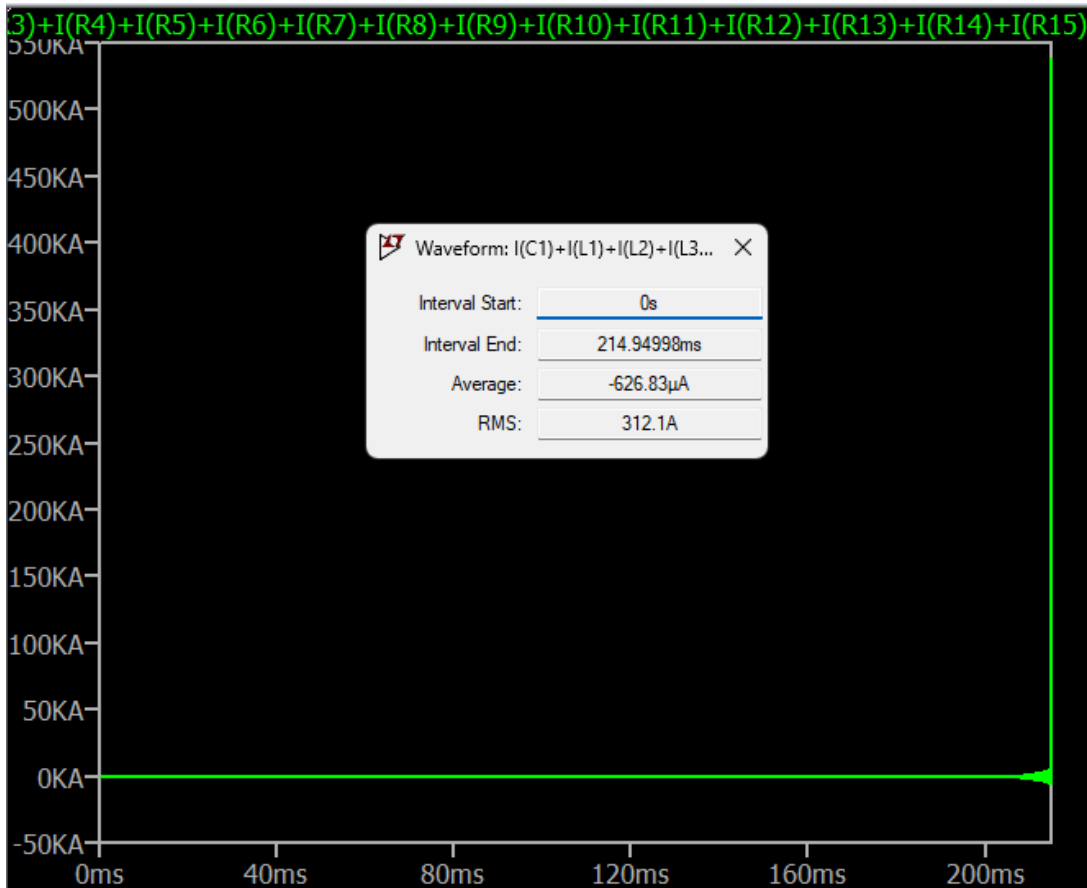 3)+I(R4)+I(R5)+I(R6)+I(R7)+I(R8)+I(R9)+I(R10)+I(R11)+I(R12)+I(R13)+I(R14)+I(R15)
550KA
500KA
450KA
400KA
350KA
300KA
250KA
200KA
150KA
100KA
50KA
0KA
-50KA
0ms 40ms 80ms 120ms 160ms 200ms
Waveform: I(C1)+I(L1)+I(L2)+I(L3...
Interval Start: 0s
Interval End: 214.94998ms
Average: -626.83µA
RMS: 312.1A